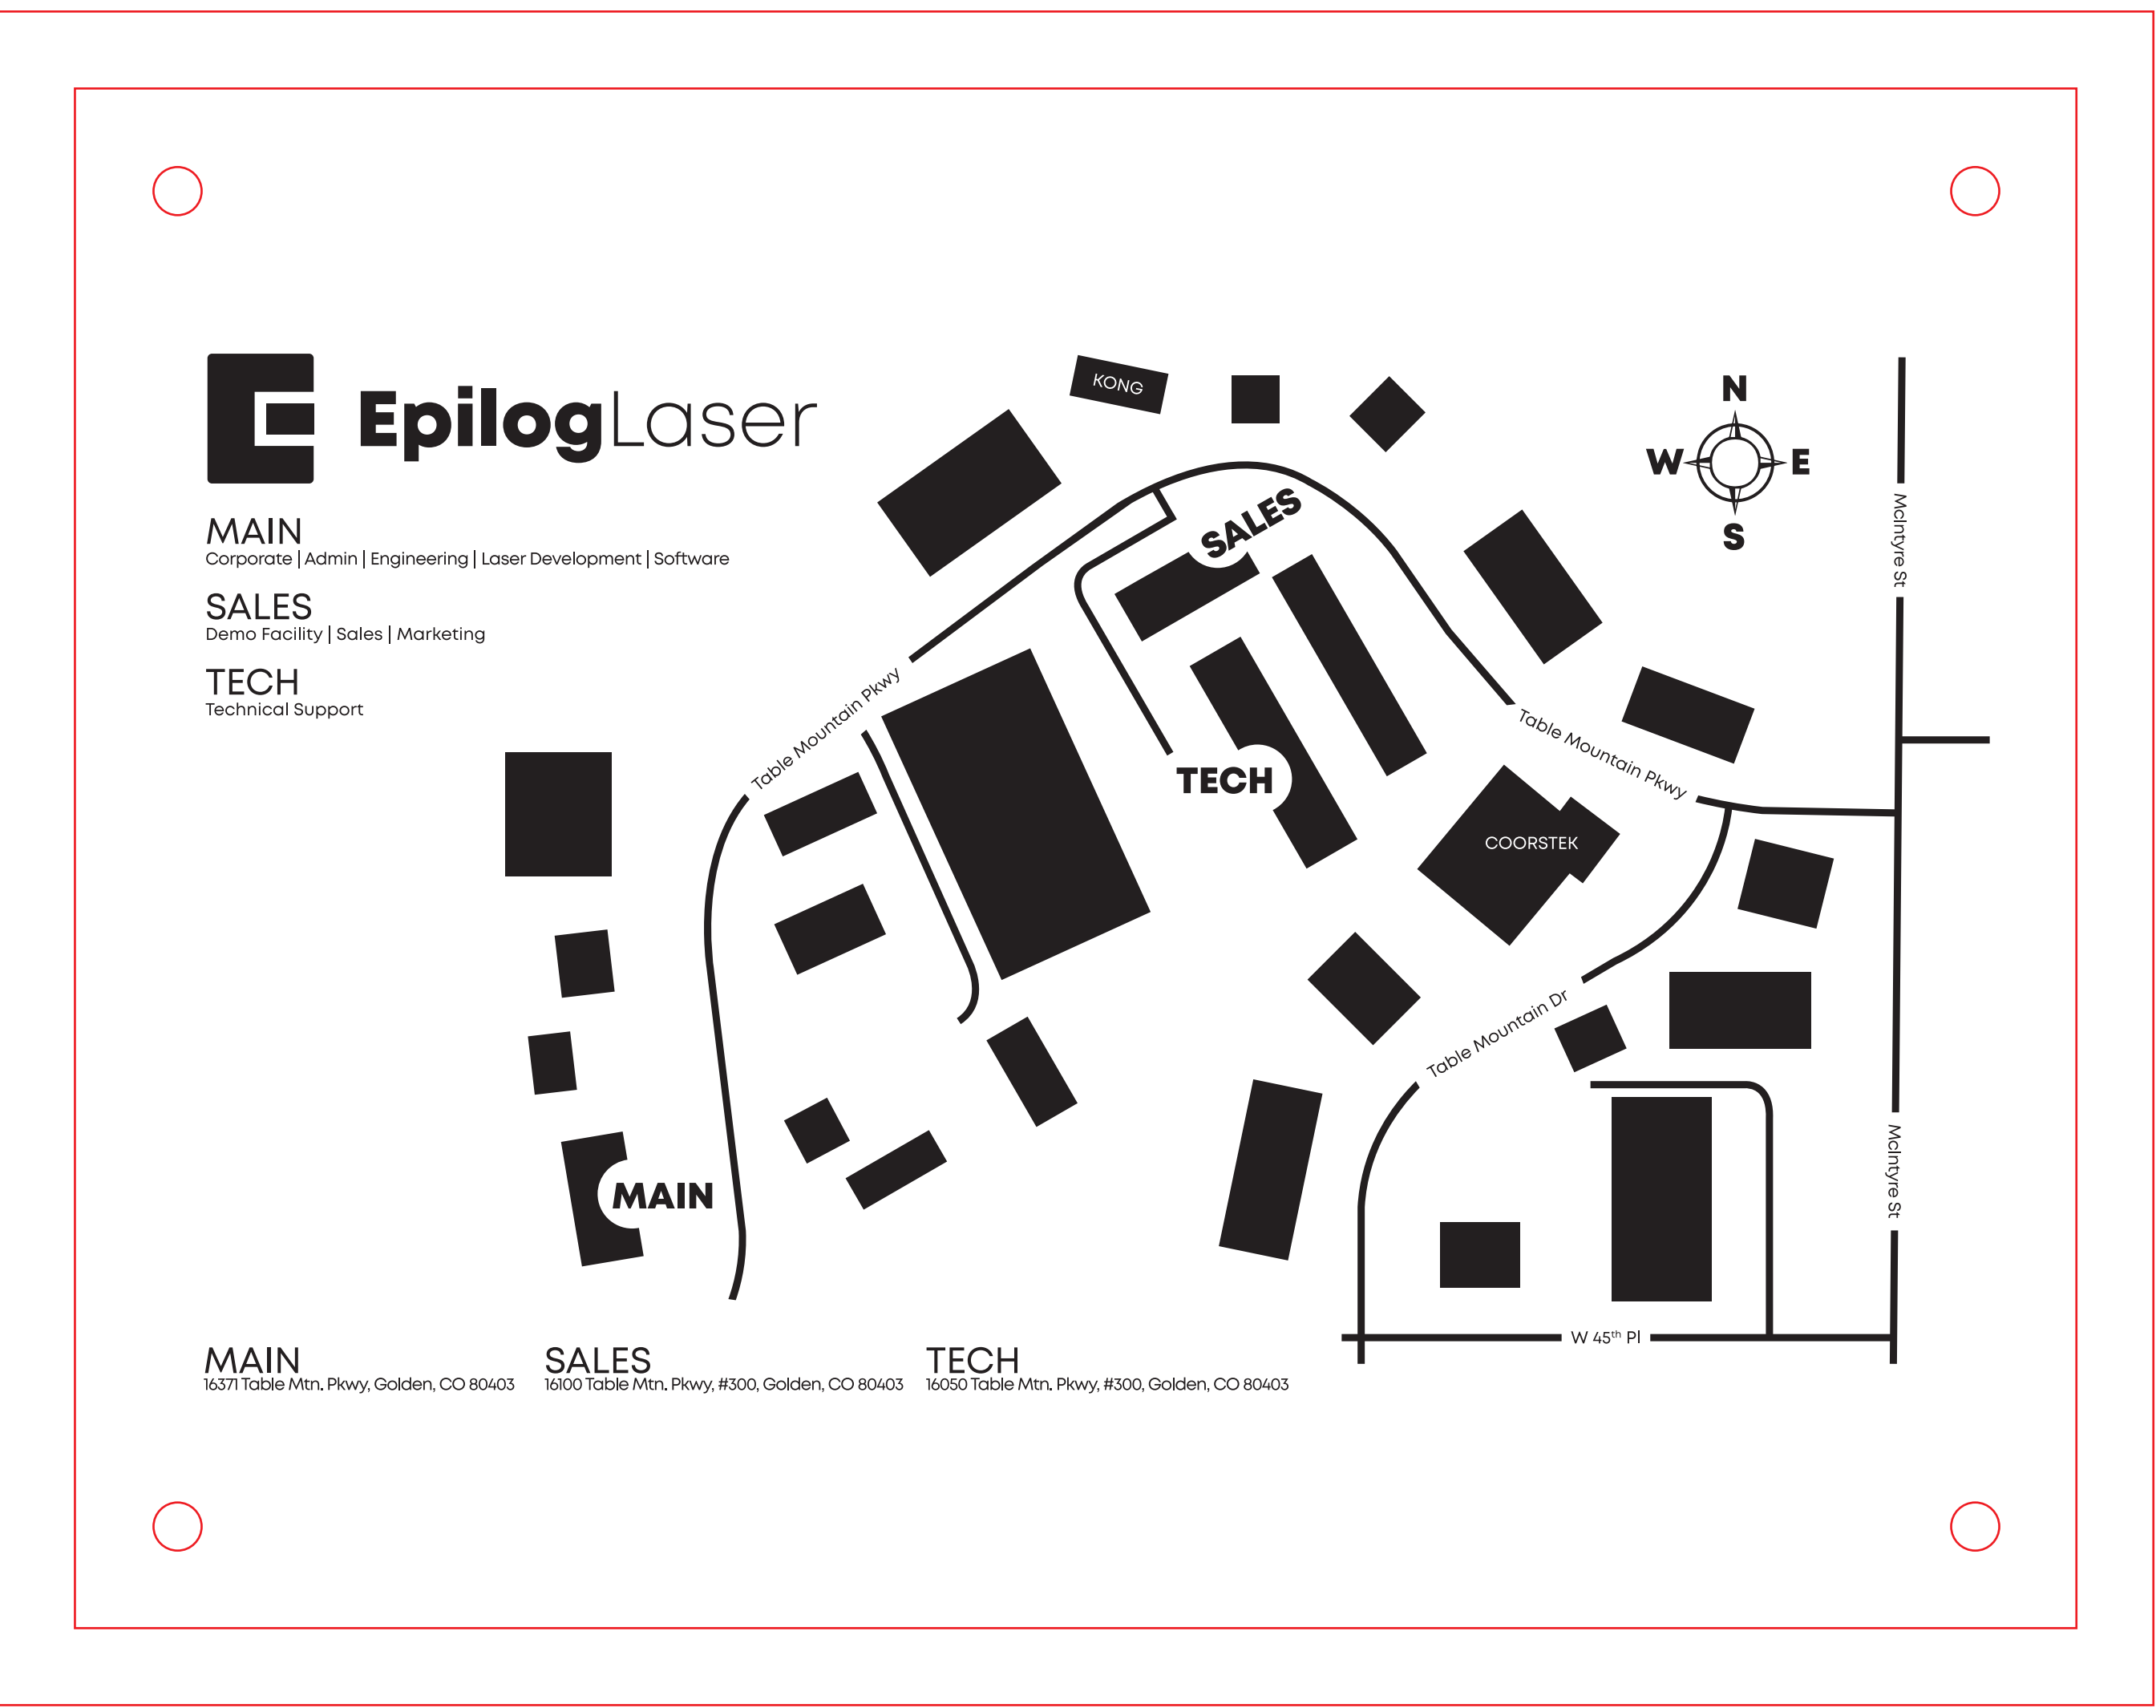 EpilogLaser
MAIN
Corporate | Admin | Engineering | Laser Development | Software
SALES
Demo Facility | Sales | Marketing
TECH
Technical Support
KONG
N
W
E
S
SALES
McIntyre St
Table Mountain Pkwy
Table Mountain Pkwy
TECH
COORSTEK
Table Mountain Dr
McIntyre St
MAIN
W 45th Pl
MAIN
16371 Table Mtn. Pkwy, Golden, CO 80403
SALES
16100 Table Mtn. Pkwy, #300, Golden, CO 80403
TECH
16050 Table Mtn. Pkwy, #300, Golden, CO 80403